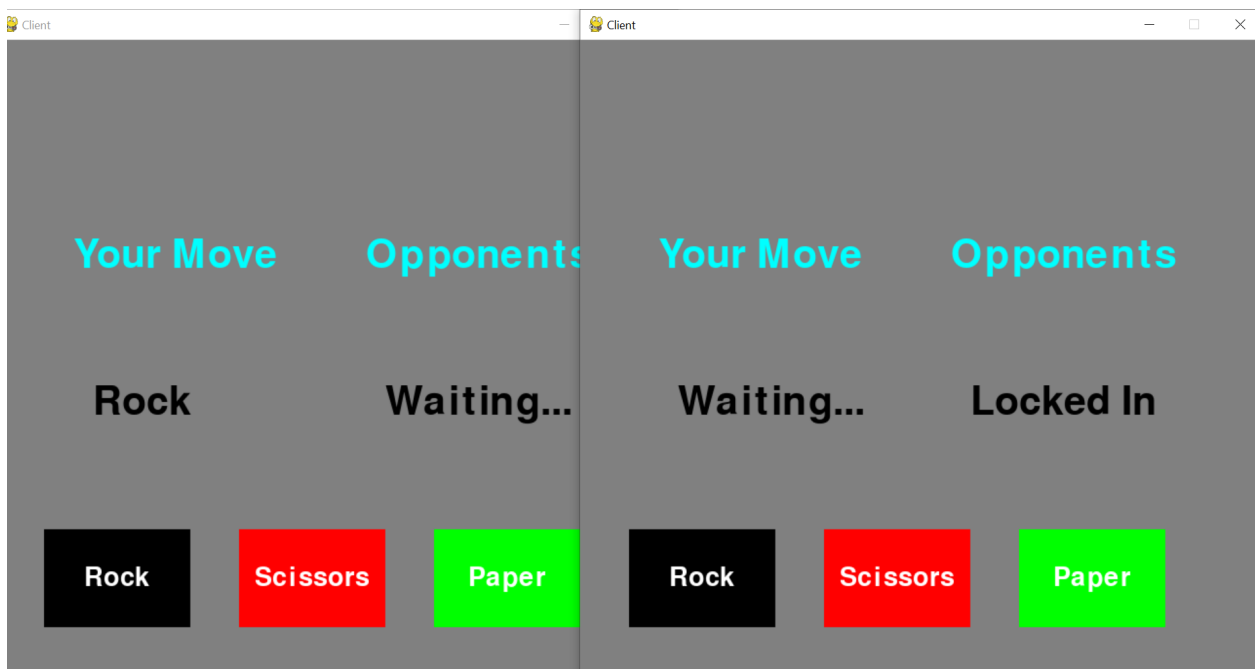 Client
Your Move Opponents
Rock Waiting...
Rock Scissors Paper
Client
Your Move Opponents
Waiting... Locked In
Rock Scissors Paper